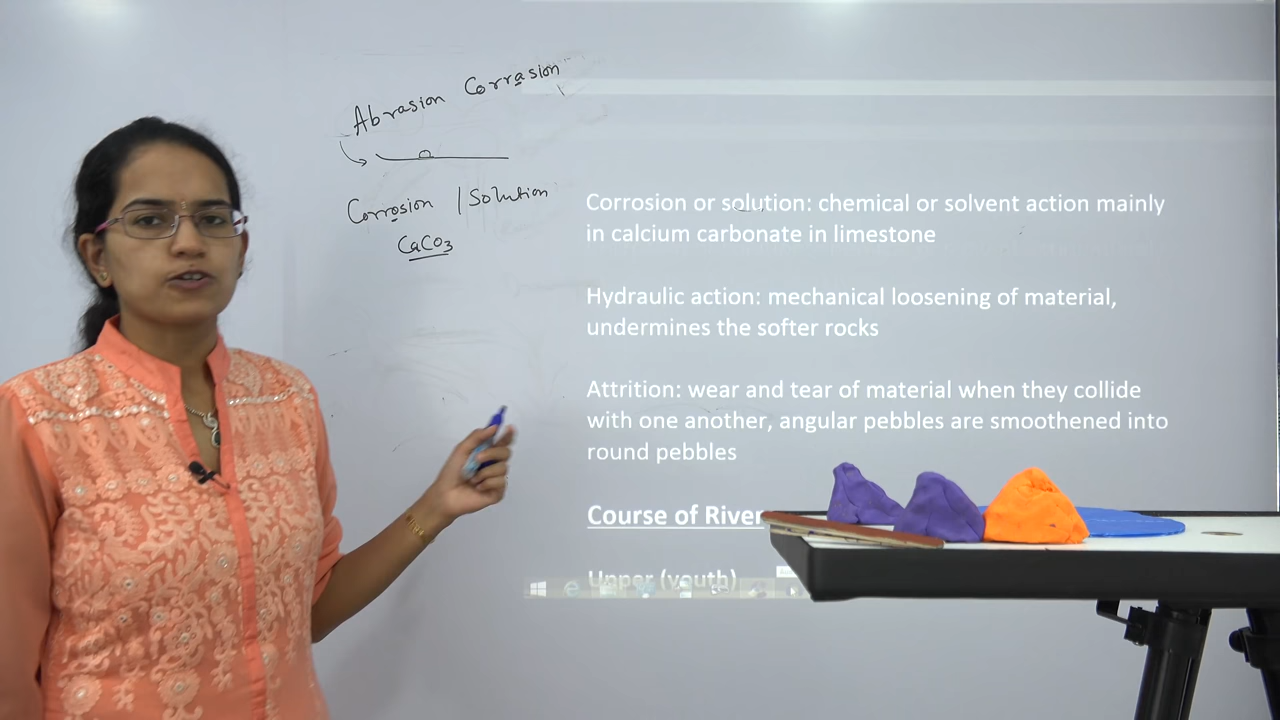 Abrasion Corrasion
Corrosion / Solution
CaCO3
Corrosion or solution: chemical or solvent action mainly
in calcium carbonate in limestone
Hydraulic action: mechanical loosening of material,
undermines the softer rocks
Attrition: wear and tear of material when they collide
with one another, angular pebbles are smoothened into
round pebbles
Course of River
Upper (youth)